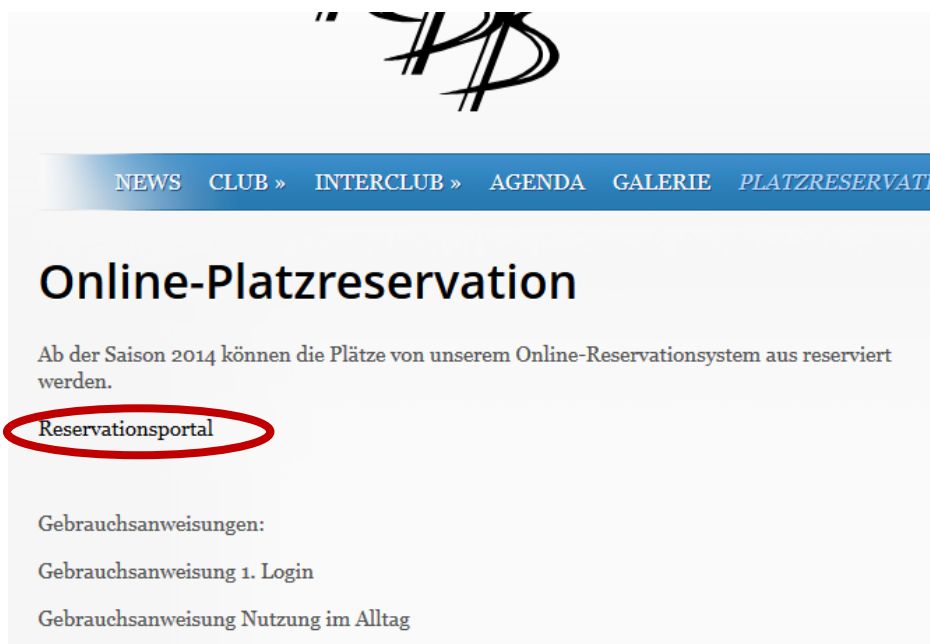 NEWS CLUB » INTERCLUB » AGENDA GALERIE PLATZRESERVATI
Online-Platzreservation
Ab der Saison 2014 können die Plätze von unserem Online-Reservationsystem aus reserviert
werden.
Reservationsportal
Gebrauchsanweisungen:
Gebrauchsanweisung 1. Login
Gebrauchsanweisung Nutzung im Alltag